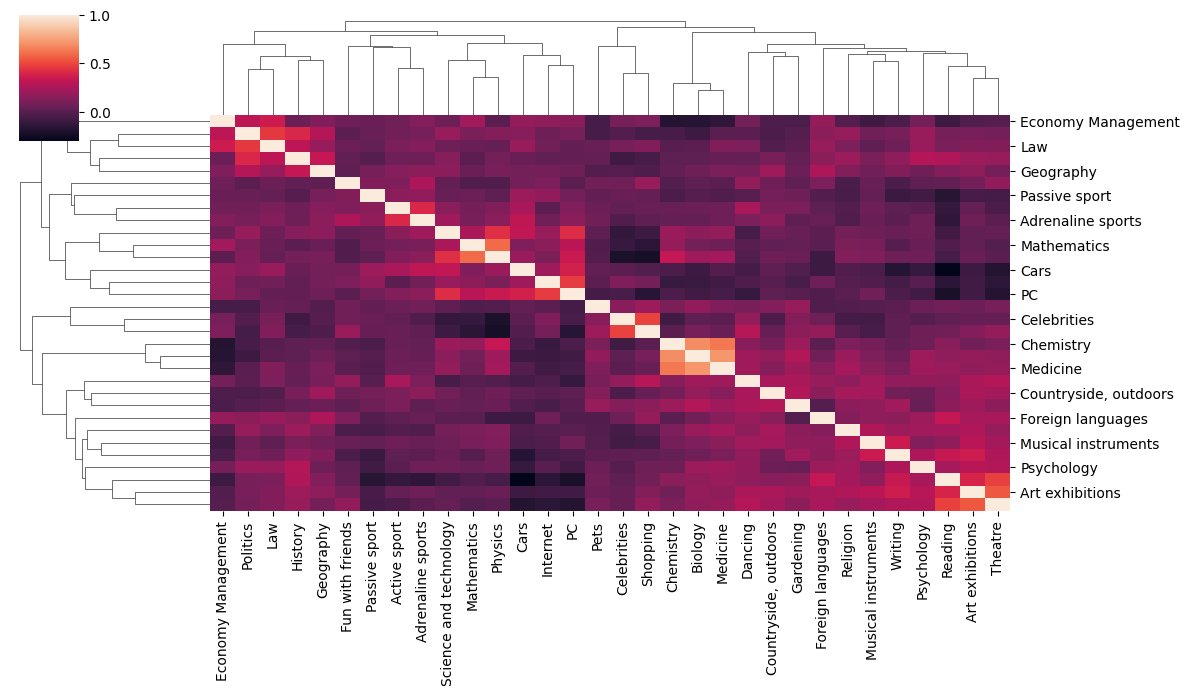 1.0
0.5
0.0
Economy Management
Law
Geography
Passive sport
Adrenaline sports
Mathematics
Cars
PC
Celebrities
Chemistry
Medicine
Countryside, outdoors
Foreign languages
Musical instruments
Psychology
Art exhibitions
Economy Management
Politics
Law
History
Geography
Fun with friends
Passive sport
Active sport
Adrenaline sports
Science and technology
Mathematics
Physics
Cars
Internet
PC
Pets
Celebrities
Shopping
Chemistry
Biology
Medicine
Dancing
Countryside, outdoors
Gardening
Foreign languages
Religion
Musical instruments
Writing
Psychology
Reading
Art exhibitions
Theatre